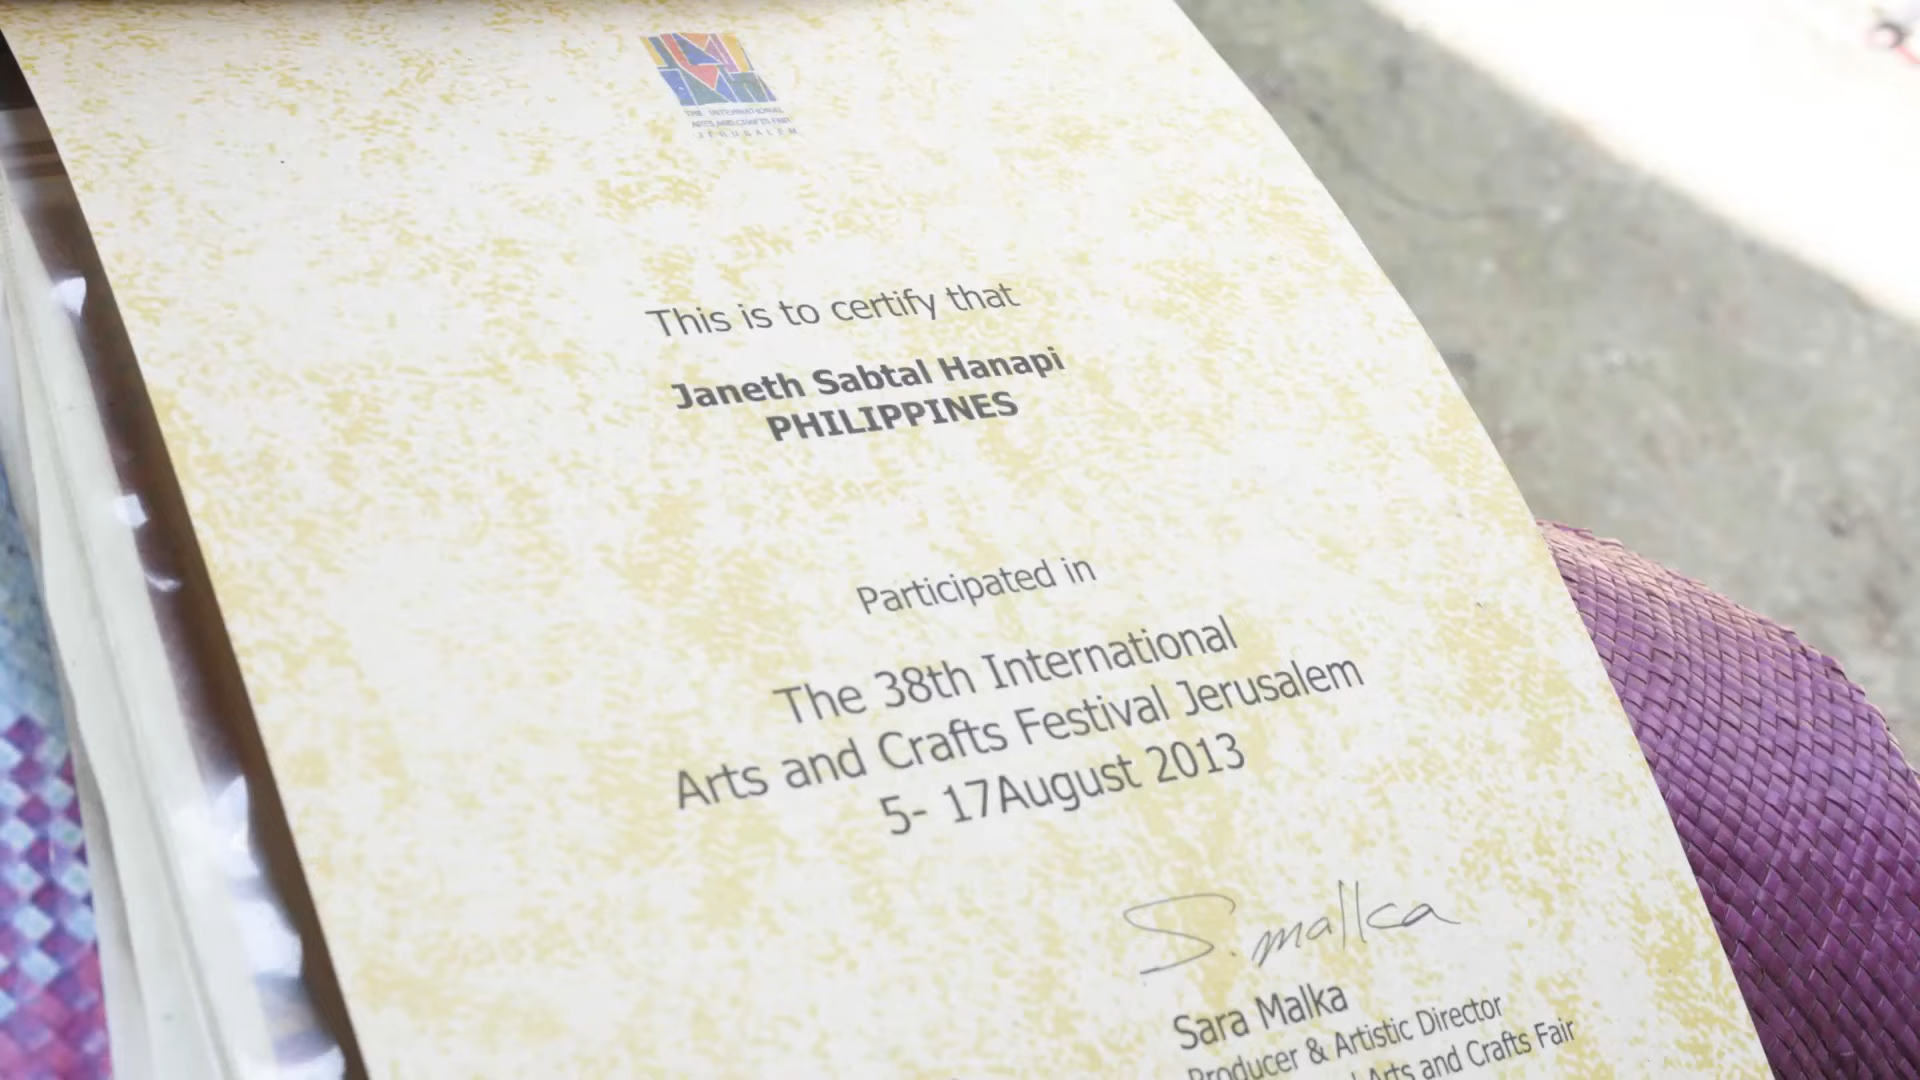 THE INTERNATIONAL
ARTS AND CRAFTS FAIR
JERUSALEM
This is to certify that
Janeth Sabtal Hanapi
PHILIPPINES
Participated in
The 38th International
Arts and Crafts Festival Jerusalem
5- 17August 2013
S. malka
Sara Malka
Producer & Artistic Director
Arts and Crafts Fair